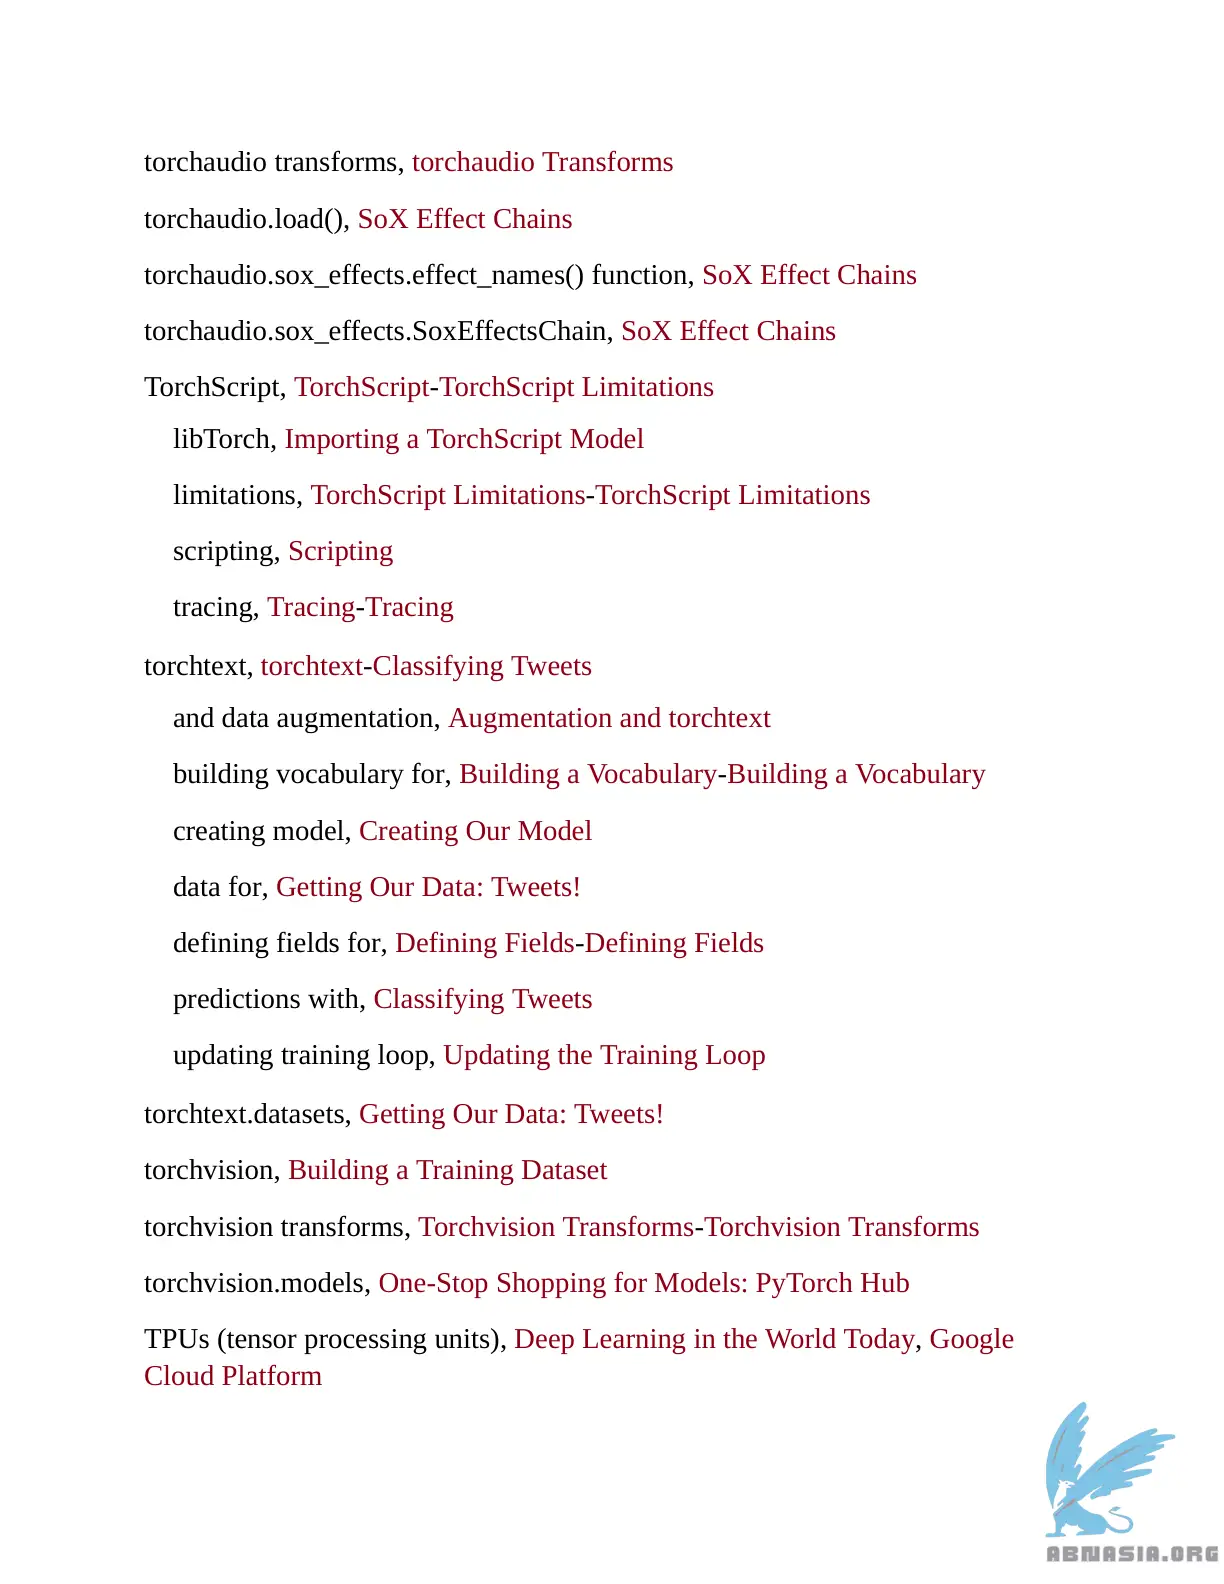 torchaudio transforms, torchaudio Transforms
torchaudio.load(), SoX Effect Chains
torchaudio.sox_effects.effect_names() function, SoX Effect Chains
torchaudio.sox_effects.SoxEffectsChain, SoX Effect Chains
TorchScript, TorchScript-TorchScript Limitations
libTorch, Importing a TorchScript Model
limitations, TorchScript Limitations-TorchScript Limitations
scripting, Scripting
tracing, Tracing-Tracing
torchtext, torchtext-Classifying Tweets
and data augmentation, Augmentation and torchtext
building vocabulary for, Building a Vocabulary-Building a Vocabulary
creating model, Creating Our Model
data for, Getting Our Data: Tweets!
defining fields for, Defining Fields-Defining Fields
predictions with, Classifying Tweets
updating training loop, Updating the Training Loop
torchtext.datasets, Getting Our Data: Tweets!
torchvision, Building a Training Dataset
torchvision transforms, Torchvision Transforms-Torchvision Transforms
torchvision.models, One-Stop Shopping for Models: PyTorch Hub
TPUs (tensor processing units), Deep Learning in the World Today, Google
Cloud Platform
ABNASIA.ORG